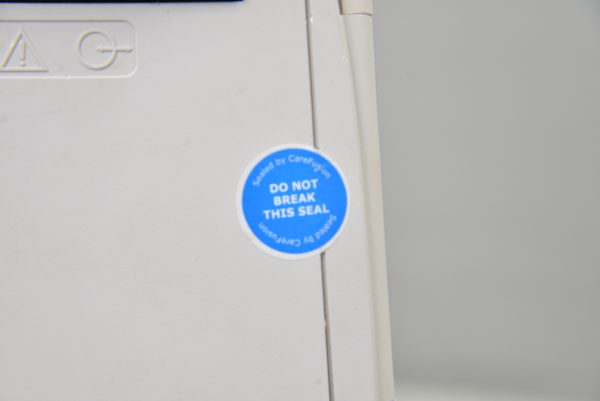 Sealed by CareFusion
DO NOT
BREAK
THIS SEAL
Sealed by CareFusion